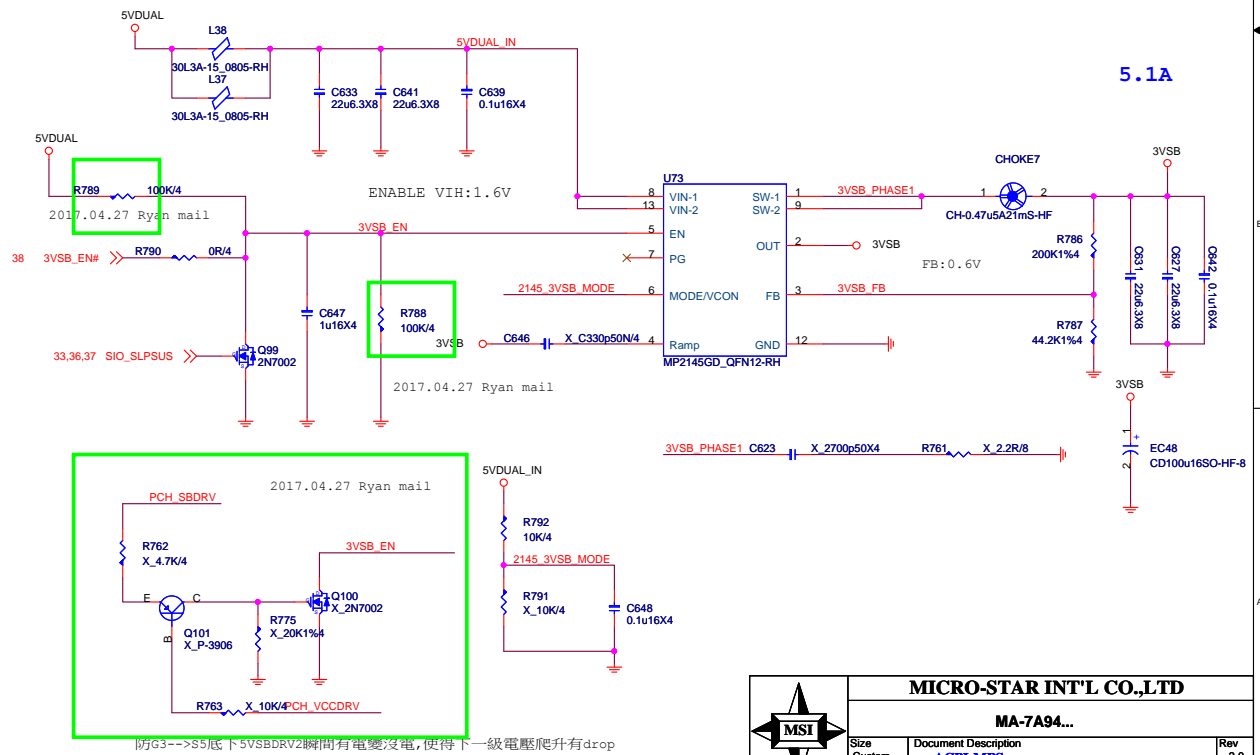 5VDUAL
L38
30L3A-15_0805-RH
L37
30L3A-15_0805-RH
5VDUAL_IN
C633
22u6.3X8
C641
22u6.3X8
C639
0.1u16X4
5.1A
5VDUAL
R789
100K/4
2017.04.27 Ryan mail
ENABLE VIH:1.6V
3VSB_EN
38
3VSB_EN#
R790
0R/4
C647
1u16X4
R788
100K/4
2017.04.27 Ryan mail
33,36,37 SIO_SLPSUS
Q99
2N7002
2145_3VSB_MODE
3VSB
C646
X_C330p50N/4
U73
8
VIN-1
13
VIN-2
5
EN
7
PG
6
MODE/VCON
4
Ramp
SW-1
1
SW-2
9
OUT
2
FB
3
GND
12
MP2145GD_QFN12-RH
3VSB_PHASE1
3VSB
3VSB_FB
FB:0.6V
CHOKE7
1
2
CH-0.47u5A21mS-HF
3VSB
R786
200K1%4
R787
44.2K1%4
C631
22u6.3X8
C627
22u6.3X8
C642
0.1u16X4
3VSB
1
+
2
EC48
CD100u16SO-HF-8
3VSB_PHASE1
C623
X_2700p50X4
R761
X_2.2R/8
2017.04.27 Ryan mail
PCH_SBDRV
R762
X_4.7K/4
E
C
B
Q101
X_P-3906
R775
X_20K1%4
3VSB_EN
Q100
X_2N7002
R763
X_10K/4
PCH_VCCDRV
防G3-->S5底下5VSBDRV2瞬間有電變沒電,使得下一級電壓爬升有drop
5VDUAL_IN
R792
10K/4
2145_3VSB_MODE
R791
X_10K/4
C648
0.1u16X4
MSI
MICRO-STAR INT'L CO.,LTD
MA-7A94...
Size
Document Description
Rev